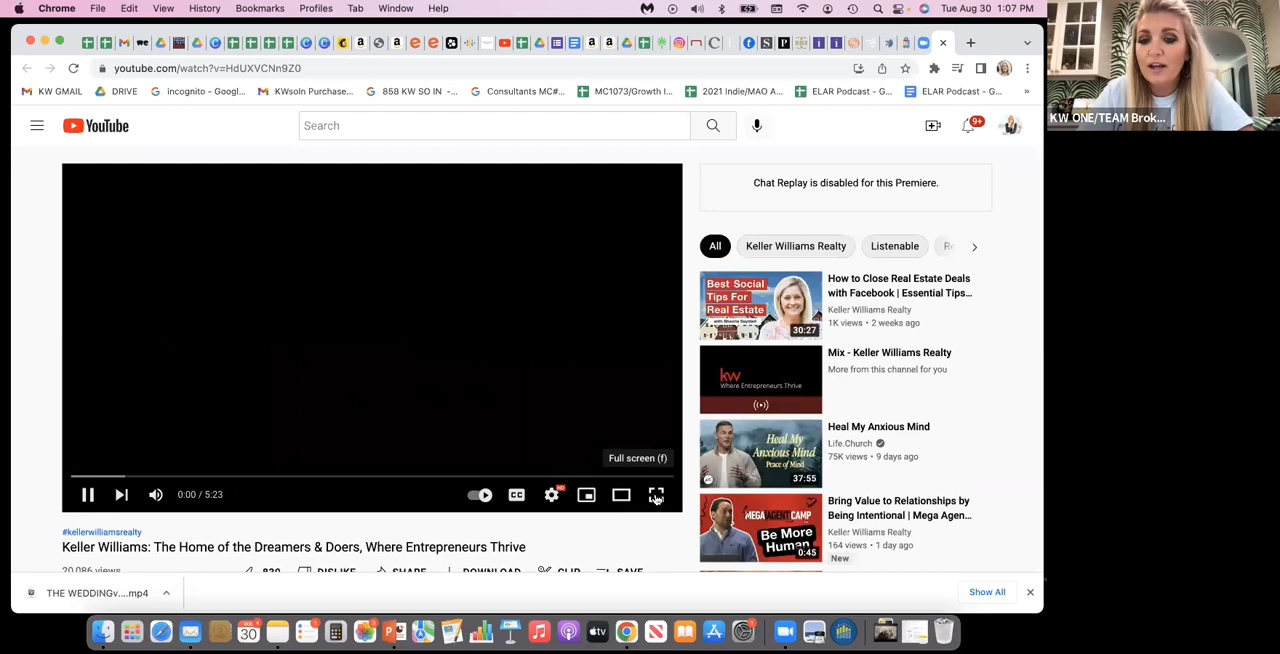 Chrome File Edit View History Bookmarks Profiles Tab Window Help Tue Aug 30 1:07 PM
youtube.com/watch?v=HdUXVCNn9Z0
KW GMAIL DRIVE incognito - Googl... KWsoln Purchase... 858 KW SO IN -... Consultants MC#... MC1073/Growth I... 2021 Indie/MAO A... ELAR Podcast - G... ELAR Podcast - G... »
KW ONE/TEAM Brok...
YouTube Search 9+
Chat Replay is disabled for this Premiere.
All Keller Williams Realty Listenable
Best Social
Tips For
Real Estate
30:27
How to Close Real Estate Deals
with Facebook | Essential Tips...
Keller Williams Realty
1K views • 2 weeks ago
kw
Where Entrepreneurs Thrive
Mix - Keller Williams Realty
More from this channel for you
Heal My
Anxious Mind
Peace of Mind
37:55
Heal My Anxious Mind
Life.Church
75K views • 9 days ago
MEGA AGENT CAMP
Be More
Human
0:45
Bring Value to Relationships by
Being Intentional | Mega Agen...
Keller Williams Realty
164 views • 1 day ago
New
Full screen (f)
0:00 / 5:23 CC HD
#kellerwilliamsrealty
Keller Williams: The Home of the Dreamers & Doers, Where Entrepreneurs Thrive
20,086 views 830 DISLIKE SHARE DOWNLOAD CLIP SAVE
THE WEDDINGv....mp4 Show All